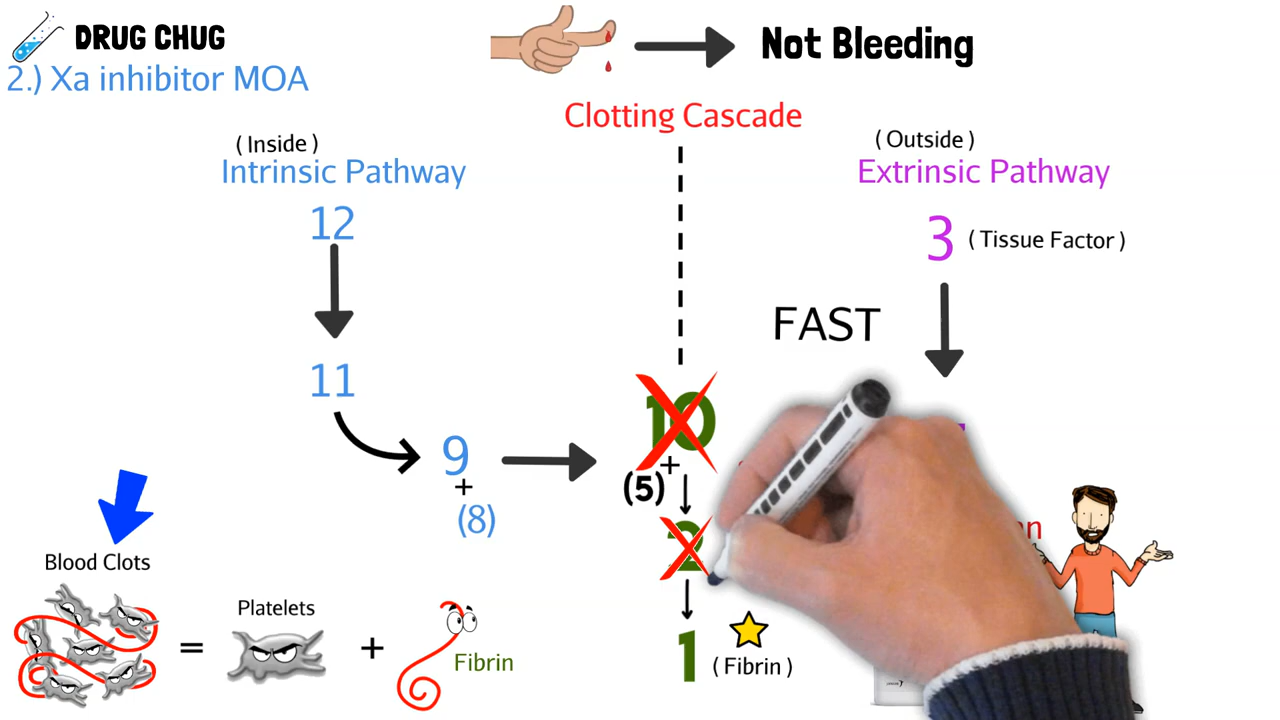 DRUG CHUG
2.) Xa inhibitor MOA
Not Bleeding
Clotting Cascade
( Inside )
Intrinsic Pathway
( Outside )
Extrinsic Pathway
12
3 ( Tissue Factor )
FAST
11
10
9
+
+
(8)
(5)
2
Blood Clots
Platelets
=
+
Fibrin
1
( Fibrin )